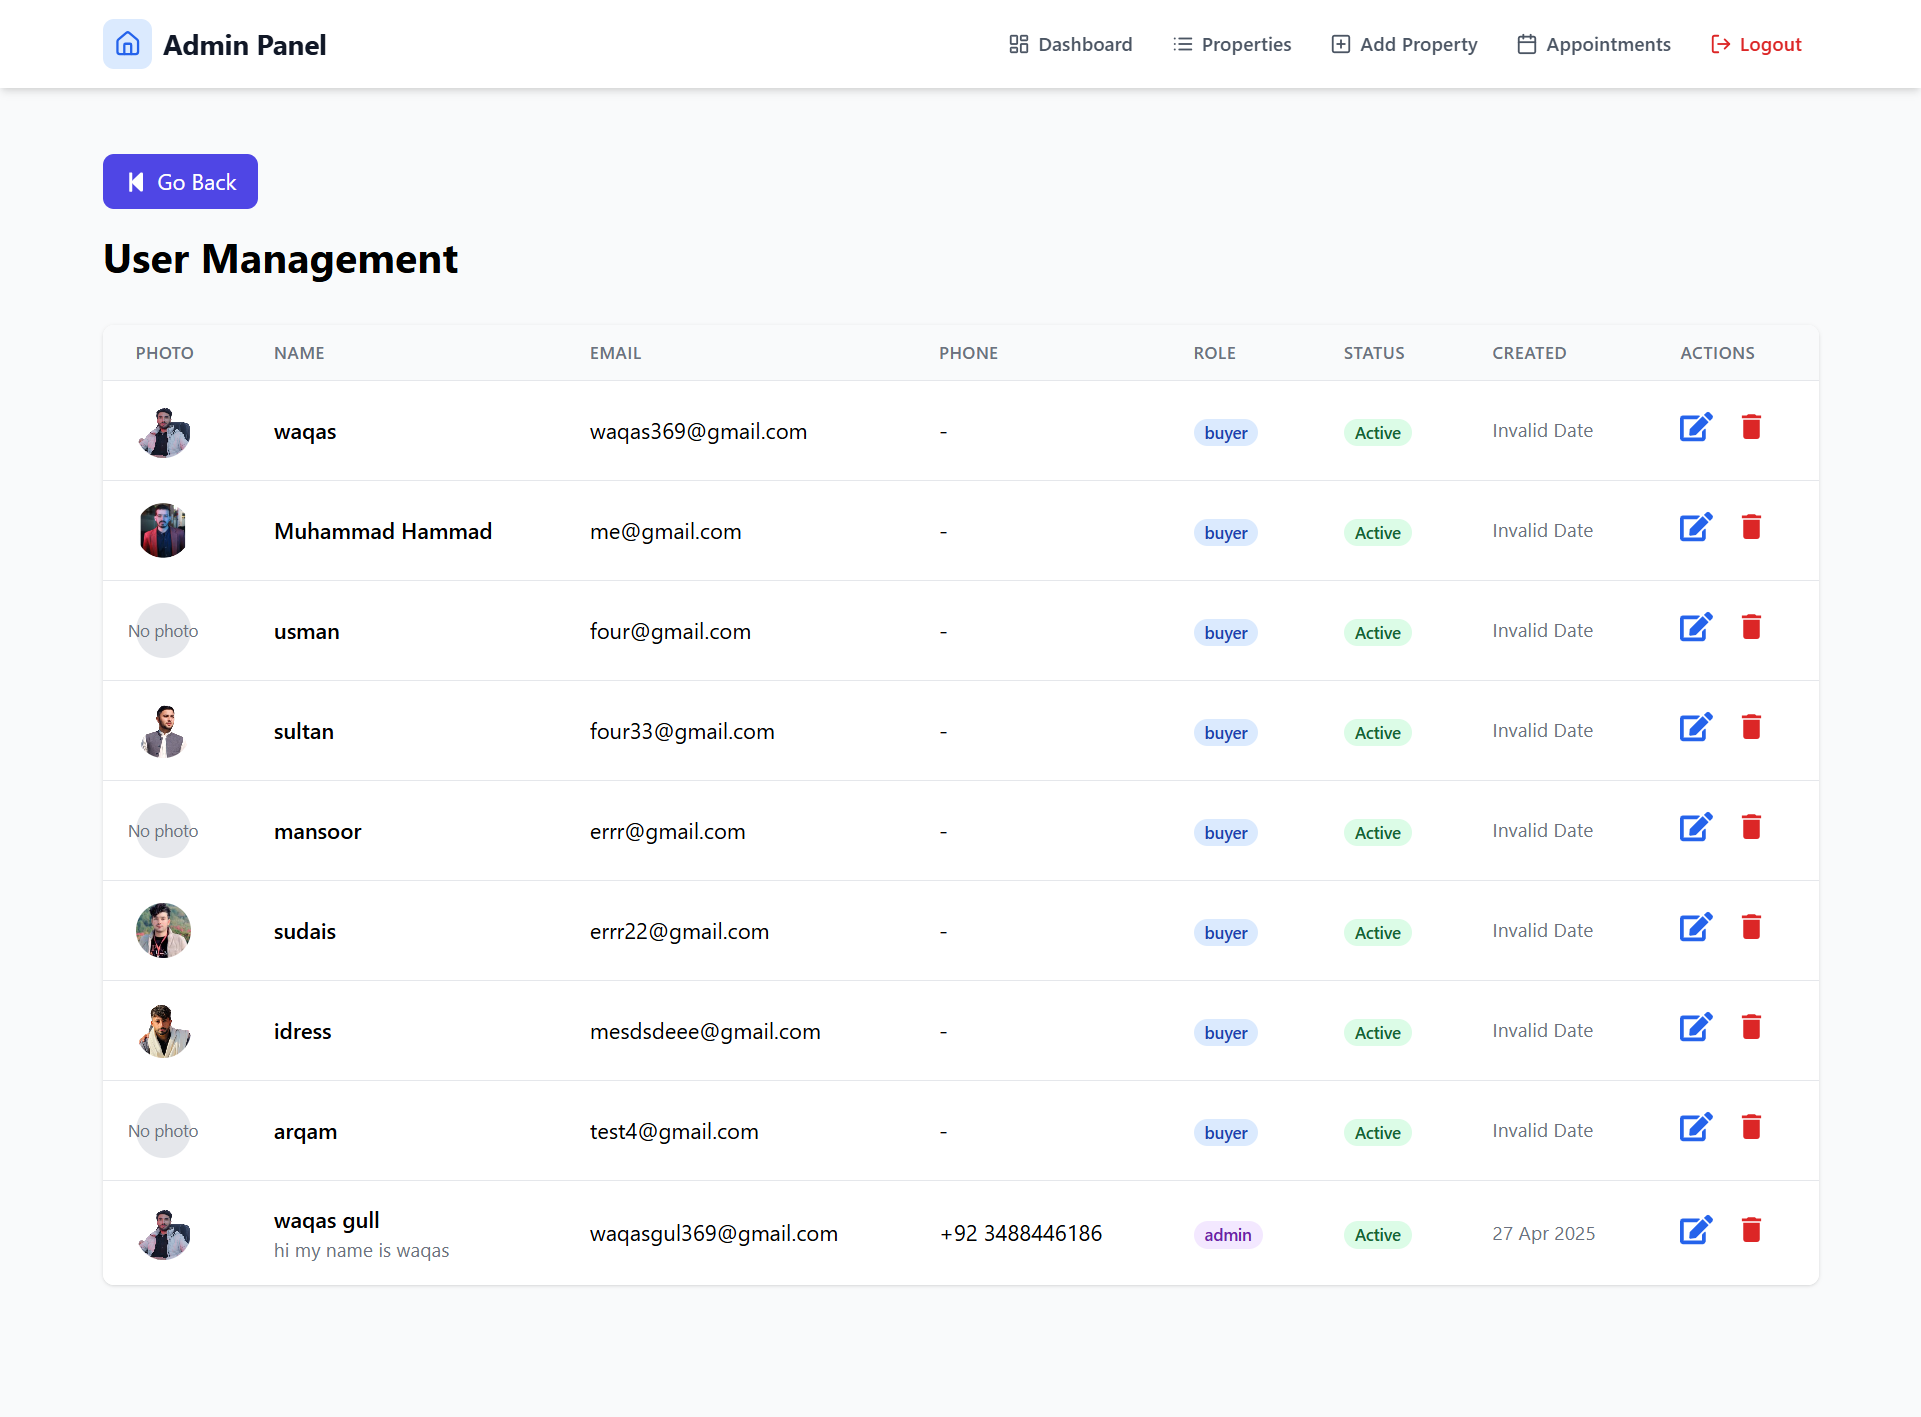 Admin Panel
Dashboard Properties Add Property Appointments Logout
Go Back
User Management
PHOTO NAME EMAIL PHONE ROLE STATUS CREATED ACTIONS
waqas waqas369@gmail.com - buyer Active Invalid Date
Muhammad Hammad me@gmail.com - buyer Active Invalid Date
No photo usman four@gmail.com - buyer Active Invalid Date
sultan four33@gmail.com - buyer Active Invalid Date
No photo mansoor errr@gmail.com - buyer Active Invalid Date
sudais errr22@gmail.com - buyer Active Invalid Date
idress mesdsdeee@gmail.com - buyer Active Invalid Date
No photo arqam test4@gmail.com - buyer Active Invalid Date
waqas gull waqasgul369@gmail.com +92 3488446186 admin Active 27 Apr 2025
hi my name is waqas